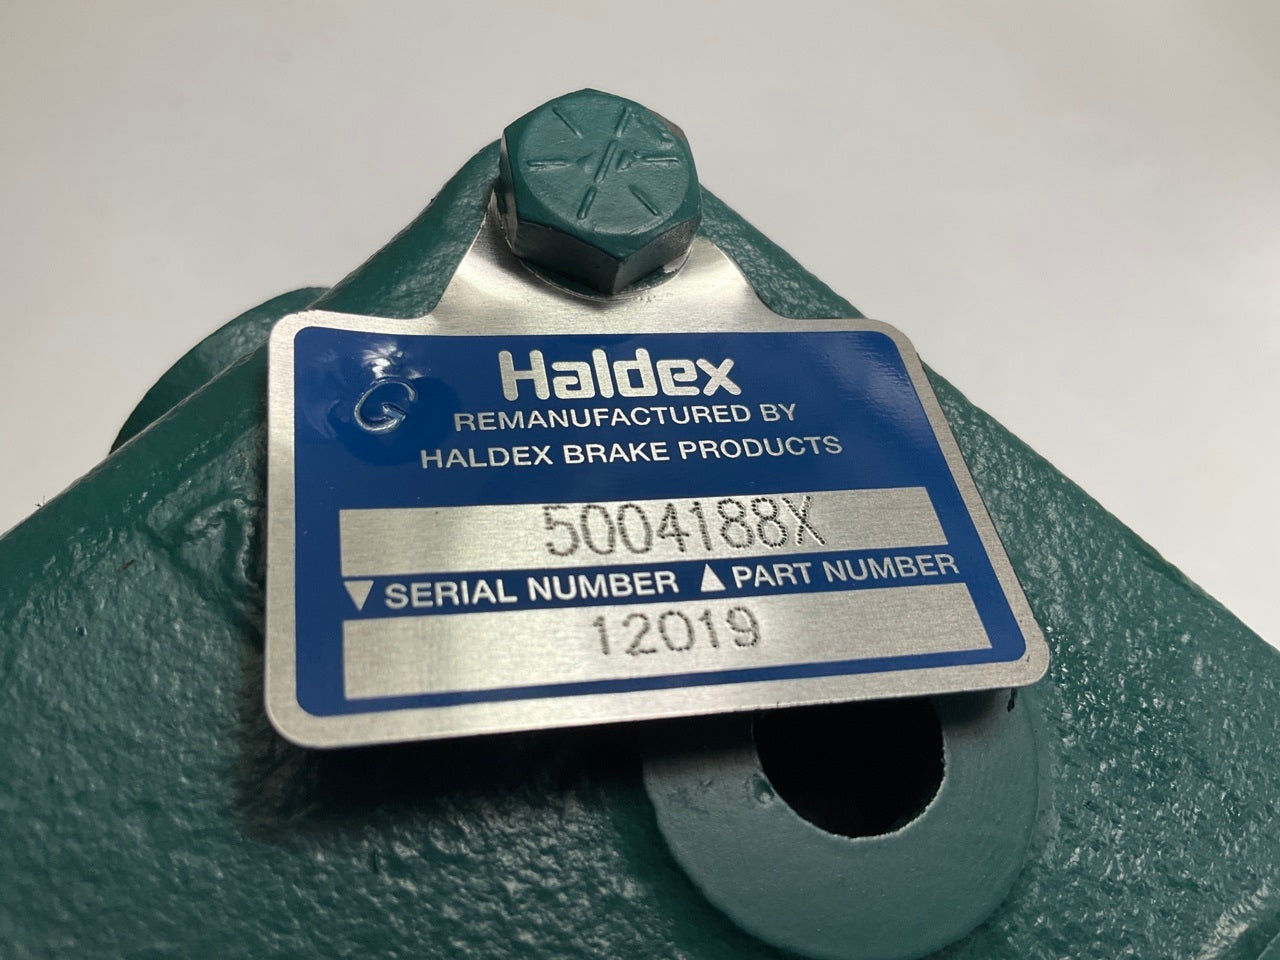 G
Haldex
REMANUFACTURED BY
HALDEX BRAKE PRODUCTS
5004188X
▼ SERIAL NUMBER ▲ PART NUMBER
12019